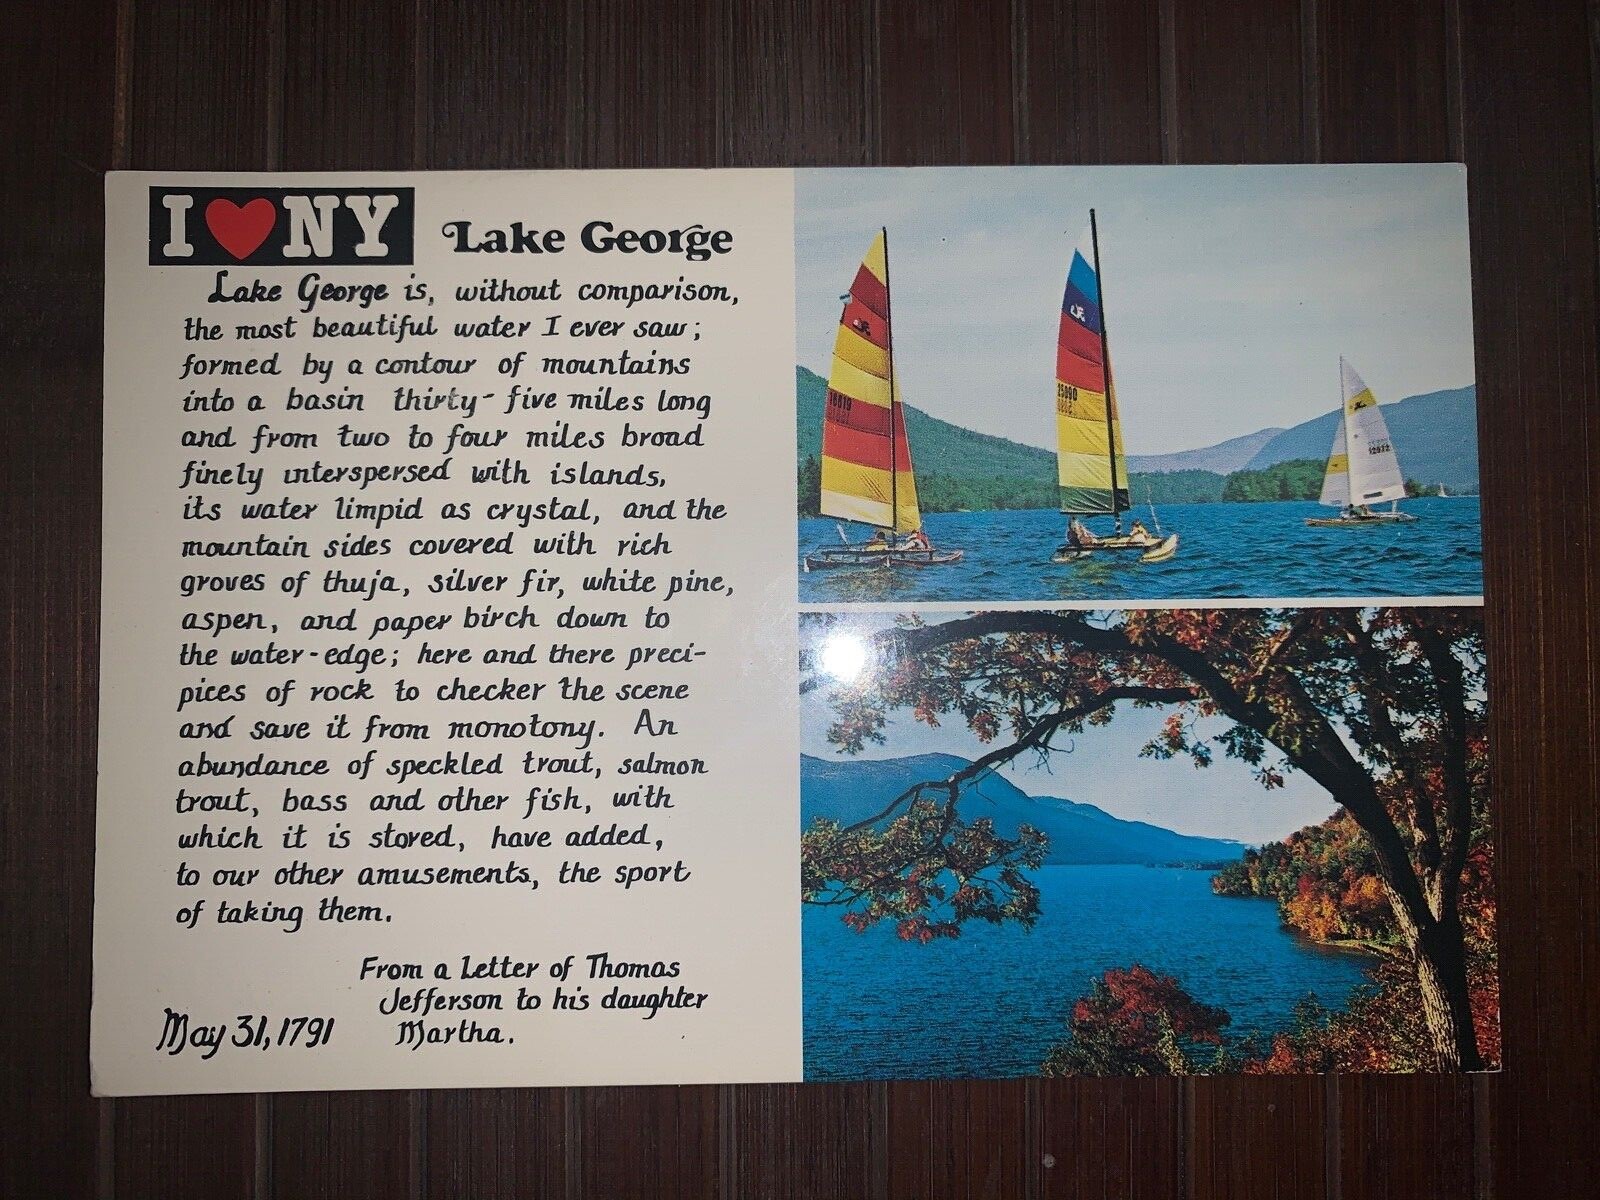 I ❤ NY
Lake George
Lake George is, without comparison,
the most beautiful water I ever saw;
formed by a contour of mountains
into a basin thirty-five miles long
and from two to four miles broad
finely interspersed with islands,
its water limpid as crystal, and the
mountain sides covered with rich
groves of thuja, silver fir, white pine,
aspen, and paper birch down to
the water-edge; here and there preci-
pices of rock to checker the scene
and save it from monotony. An
abundance of speckled trout, salmon
trout, bass and other fish, with
which it is stored, have added,
to our other amusements, the sport
of taking them.
From a Letter of Thomas
Jefferson to his daughter
Martha.
May 31, 1791